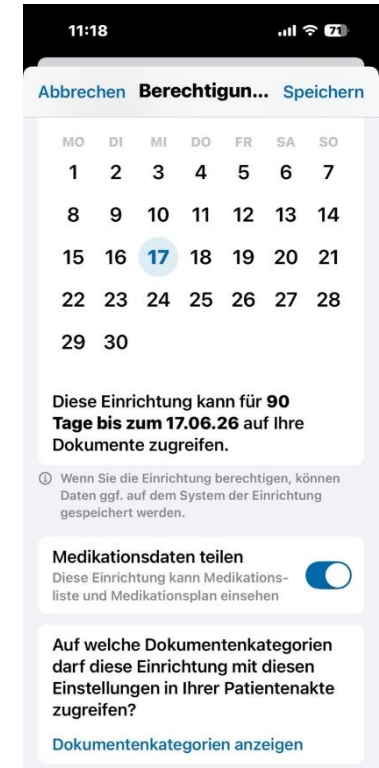 11:18
71
Abbrechen Berechtigun... Speichern
MO DI MI DO FR SA SO
1 2 3 4 5 6 7
8 9 10 11 12 13 14
15 16 17 18 19 20 21
22 23 24 25 26 27 28
29 30
Diese Einrichtung kann für 90
Tage bis zum 17.06.26 auf Ihre
Dokumente zugreifen.
Wenn Sie die Einrichtung berechtigen, können
Daten ggf. auf dem System der Einrichtung
gespeichert werden.
Medikationsdaten teilen
Diese Einrichtung kann Medikations-
liste und Medikationsplan einsehen
Auf welche Dokumentenkategorien
darf diese Einrichtung mit diesen
Einstellungen in Ihrer Patientenakte
zugreifen?
Dokumentenkategorien anzeigen